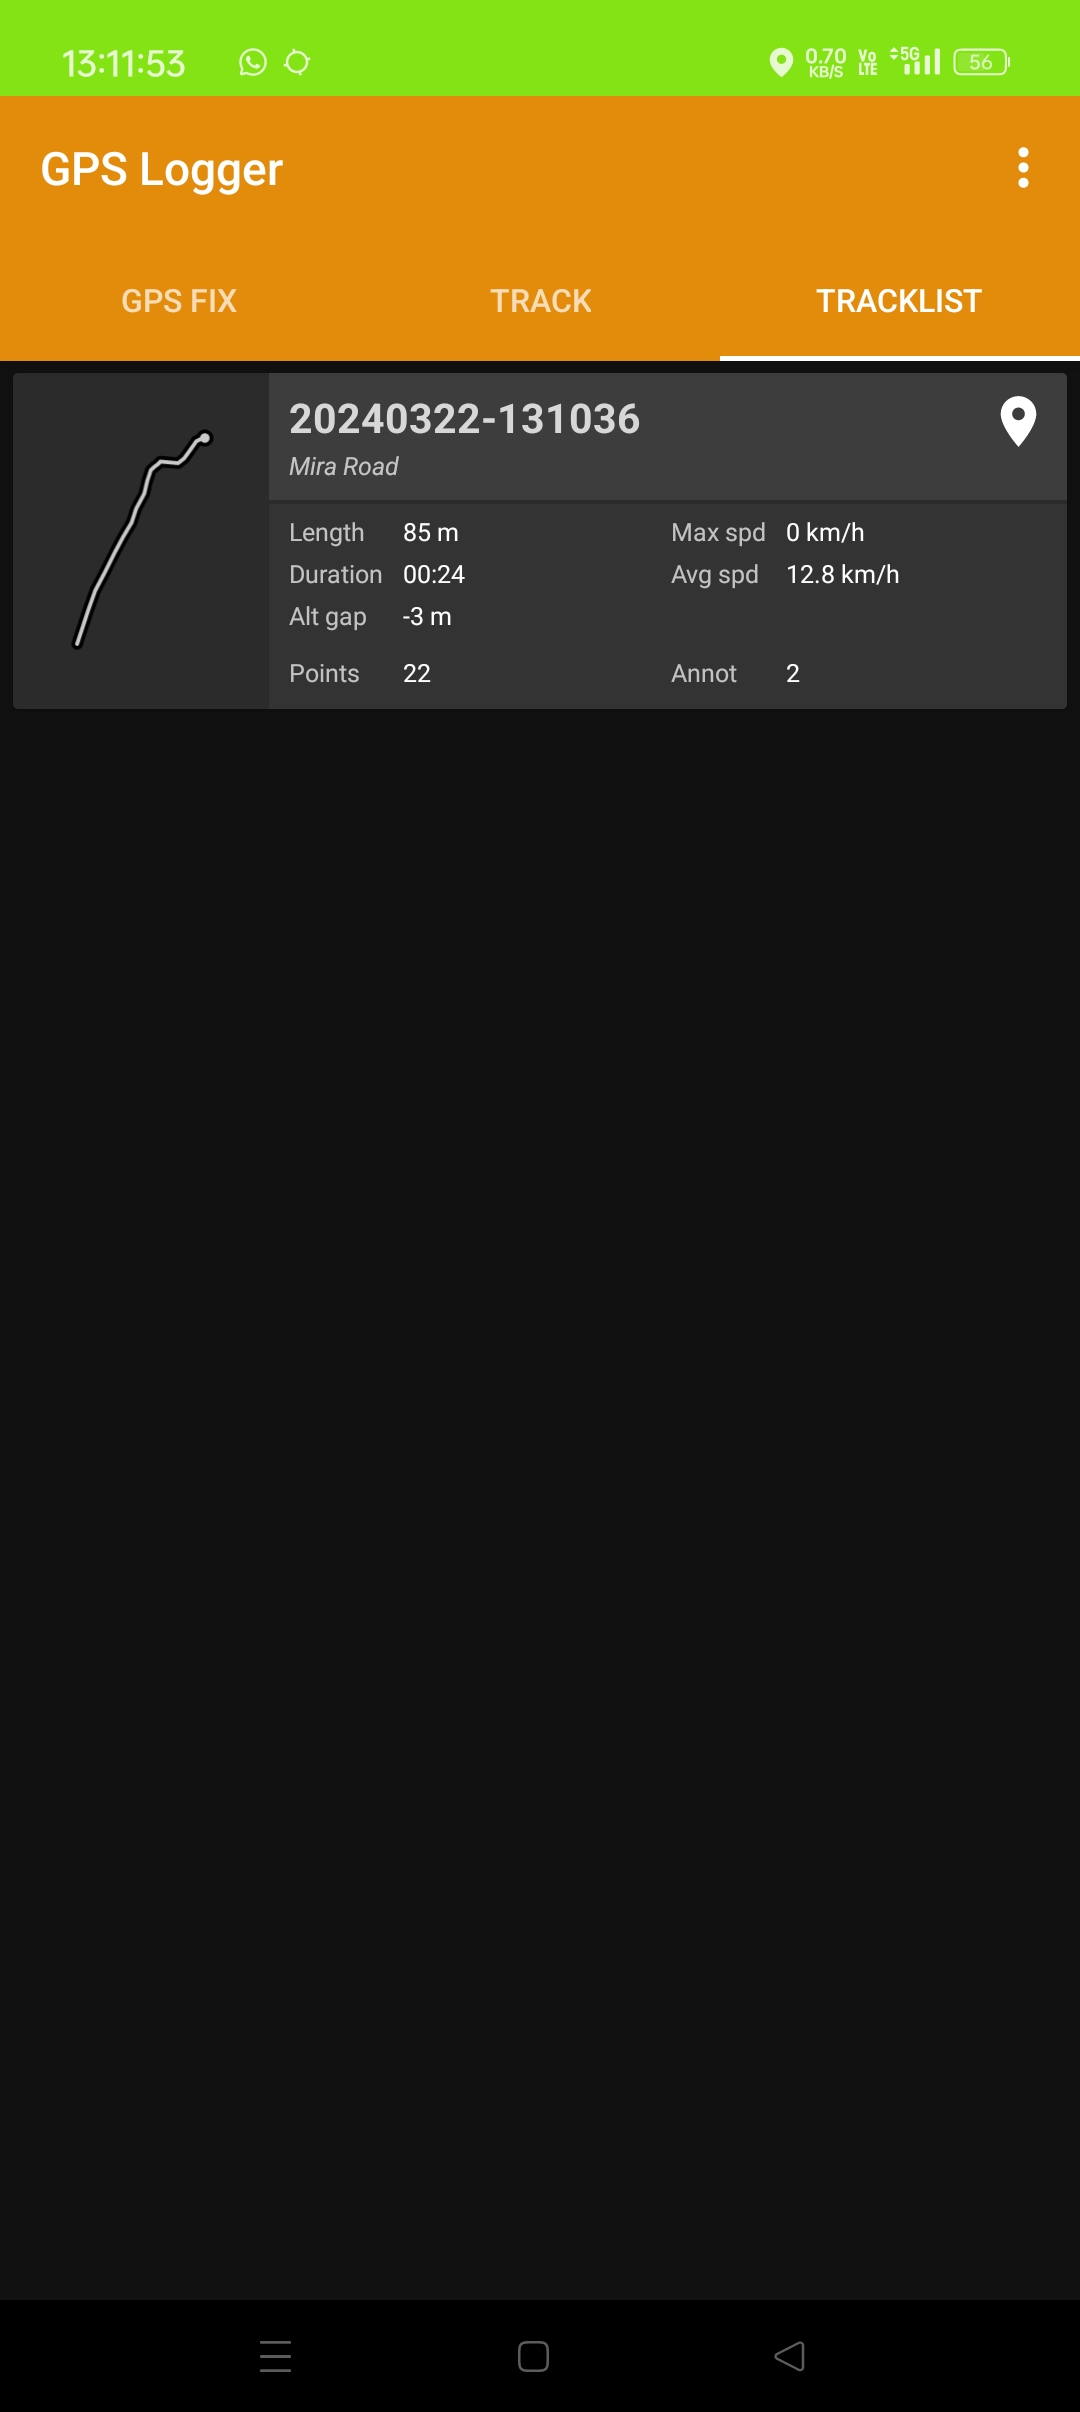 13:11:53 0.70 KB/S Vo LTE 5G 56
GPS Logger
GPS FIX TRACK TRACKLIST
20240322-131036
Mira Road
Length 85 m Max spd 0 km/h
Duration 00:24 Avg spd 12.8 km/h
Alt gap -3 m
Points 22 Annot 2